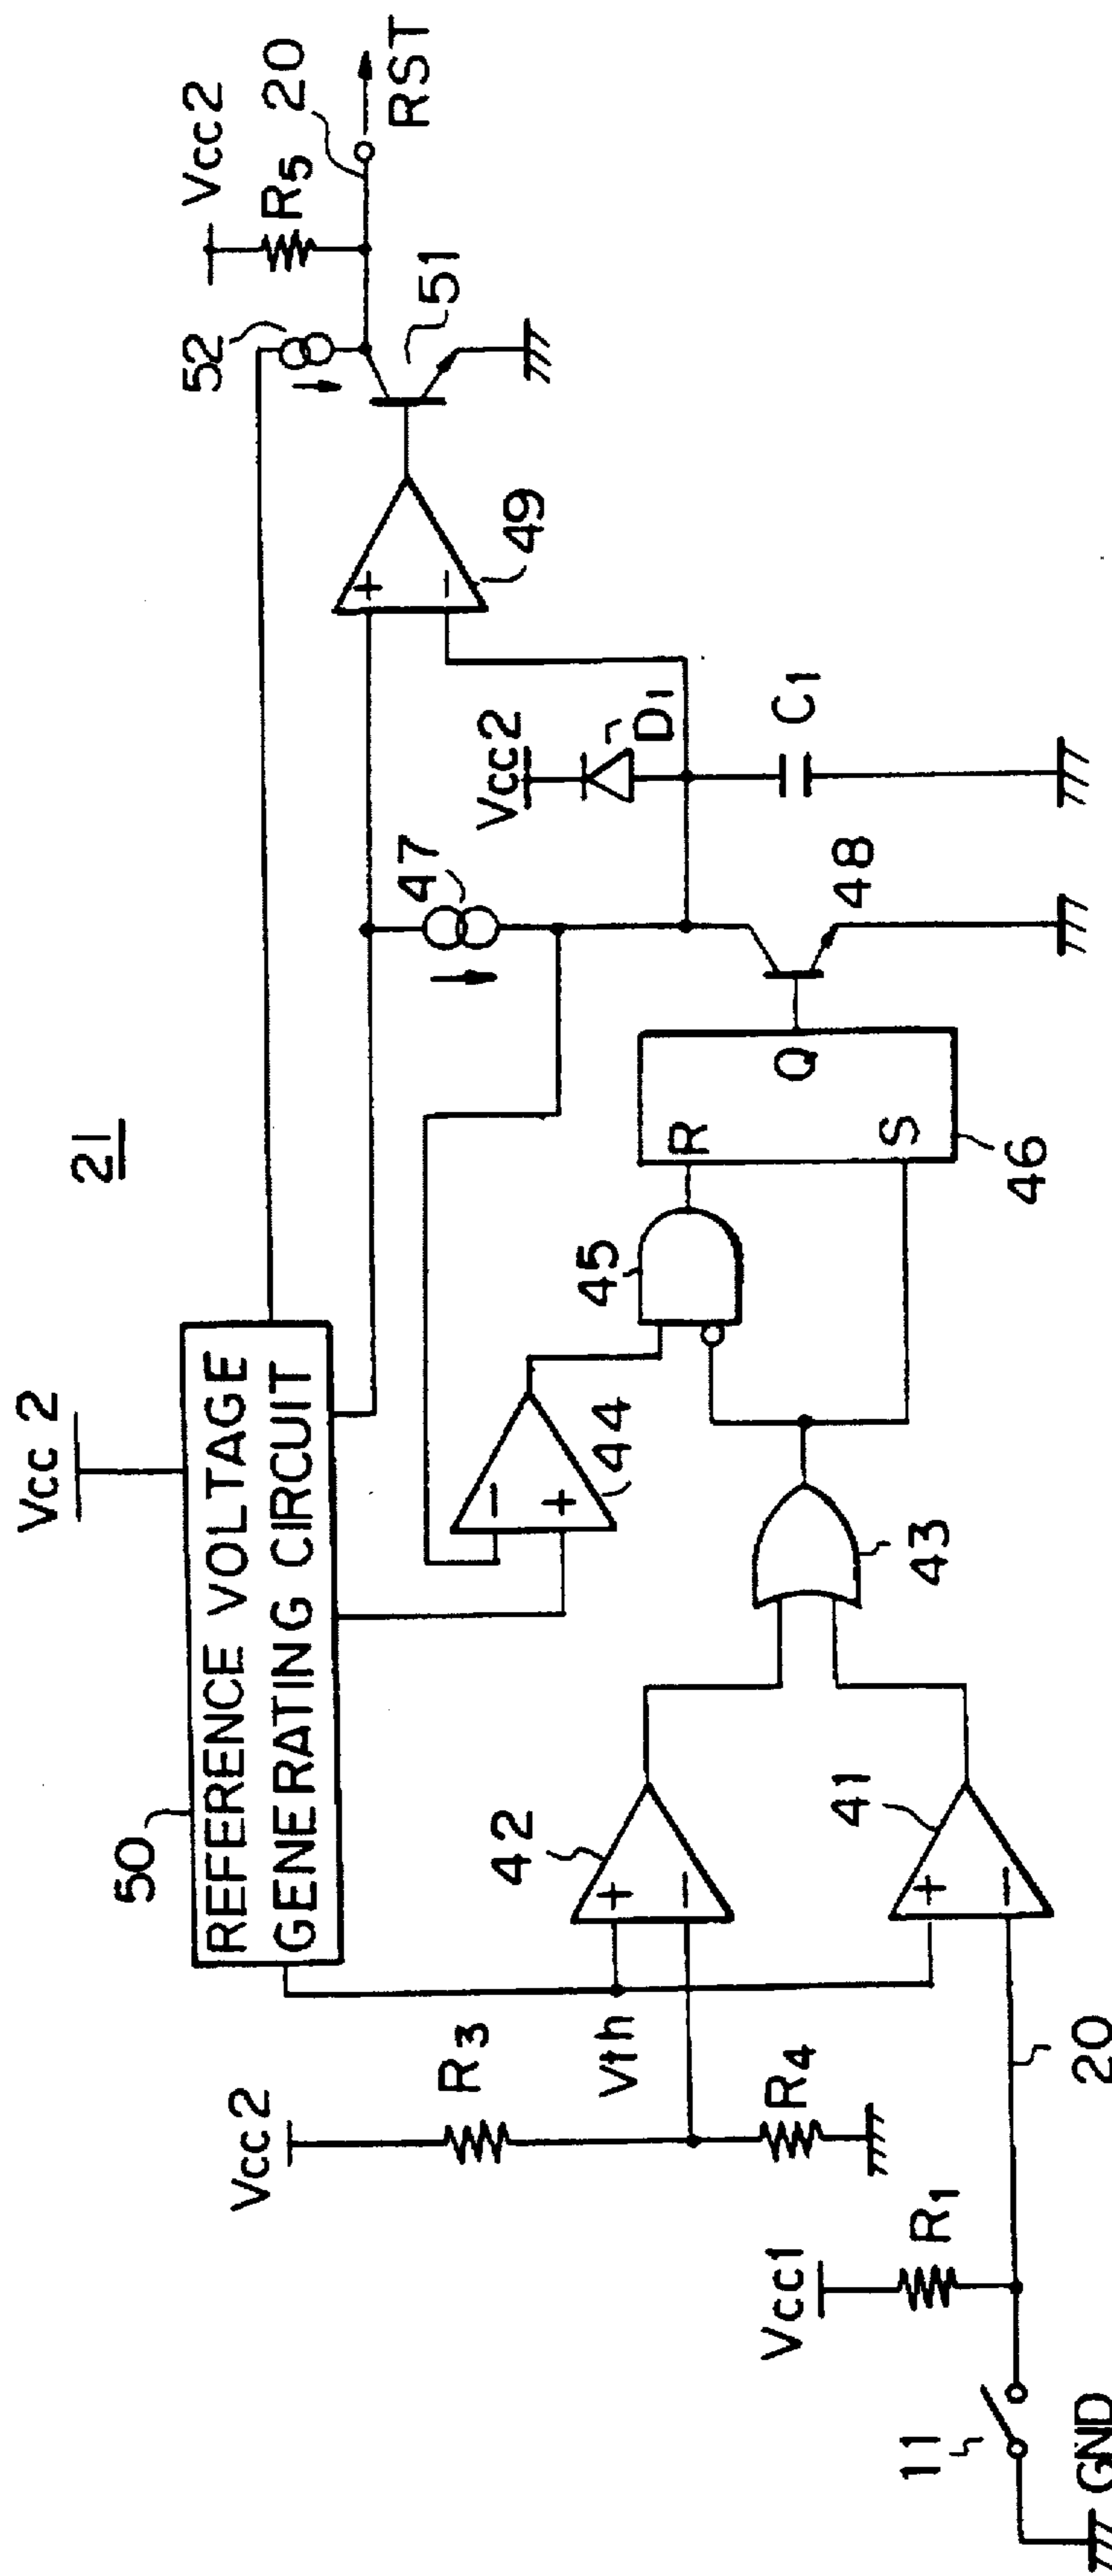 21
Vcc 2
50
REFERENCE VOLTAGE
GENERATING CIRCUIT
Vcc2
52
R5
20
RST
51
49
+
−
47
Vcc2
D1
C1
48
Q
R
S
46
45
44
−
+
43
42
+
−
41
+
−
Vth
Vcc2
R3
R4
20
Vcc1
R1
11
GND